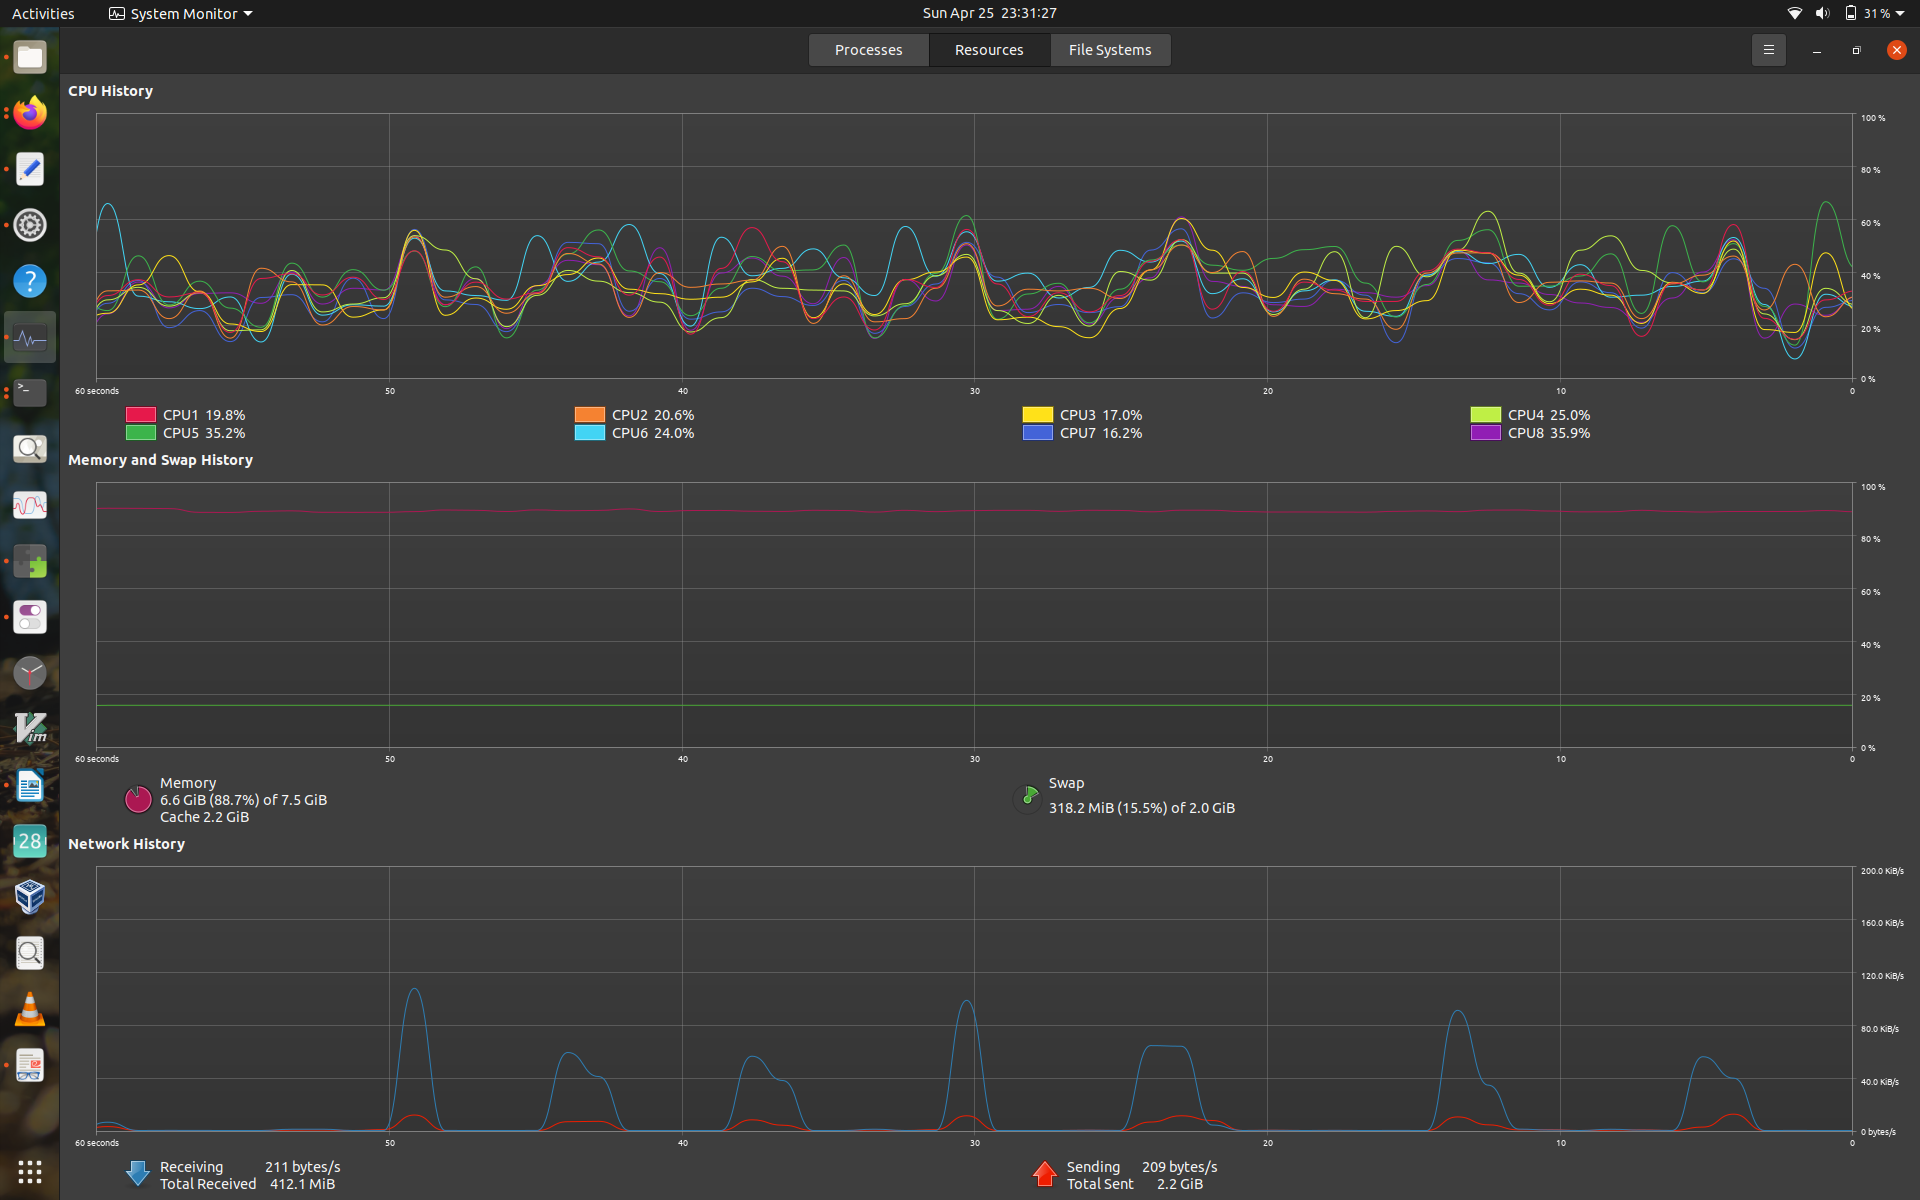 Activities System Monitor Sun Apr 25 23:31:27 31 %
Processes Resources File Systems
CPU History
100 %
80 %
60 %
40 %
20 %
0 %
60 seconds 50 40 30 20 10 0
CPU1 19.8% CPU2 20.6% CPU3 17.0% CPU4 25.0%
CPU5 35.2% CPU6 24.0% CPU7 16.2% CPU8 35.9%
Memory and Swap History
100 %
80 %
60 %
40 %
20 %
0 %
60 seconds 50 40 30 20 10 0
Memory
6.6 GiB (88.7%) of 7.5 GiB
Cache 2.2 GiB
Swap
318.2 MiB (15.5%) of 2.0 GiB
Network History
200.0 KiB/s
160.0 KiB/s
120.0 KiB/s
80.0 KiB/s
40.0 KiB/s
0 bytes/s
60 seconds 50 40 30 20 10 0
Receiving 211 bytes/s
Total Received 412.1 MiB
Sending 209 bytes/s
Total Sent 2.2 GiB
?
>_
Vim
28